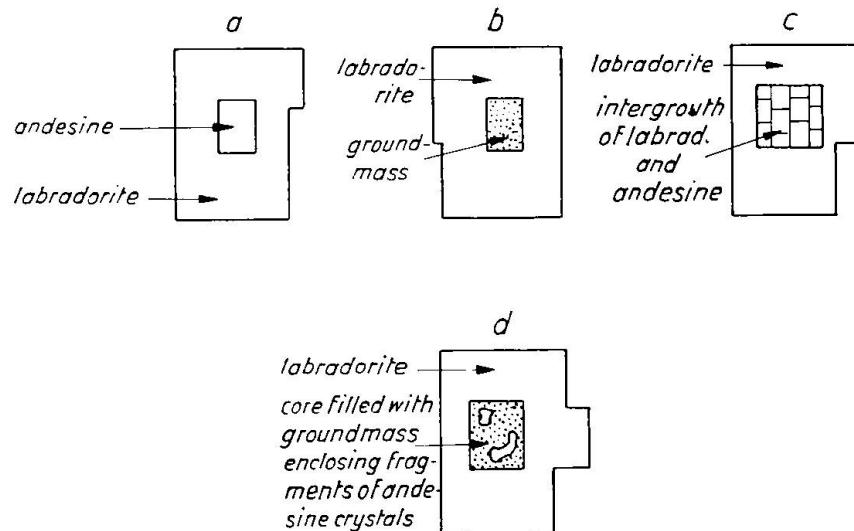 a
andesine
labradorite
b
labrado-
rite
ground-
mass
c
labradorite
intergrouth
of labrad.
and
andesine
d
labradorite
core filled with
groundmass
enclosing frag-
ments of ande-
sine crystals